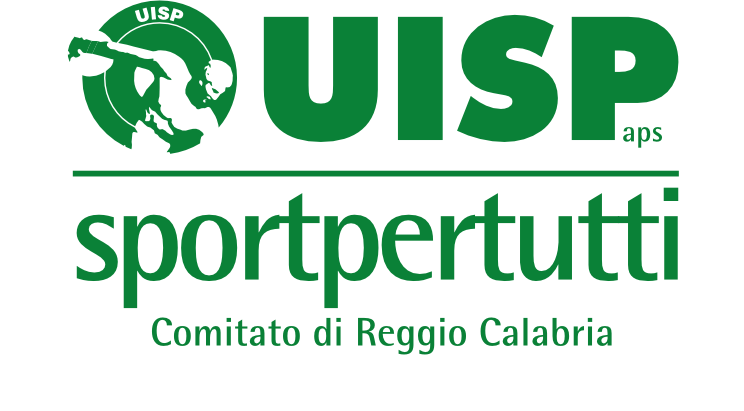 UISP
UISP
aps
sportpertutti
Comitato di Reggio Calabria